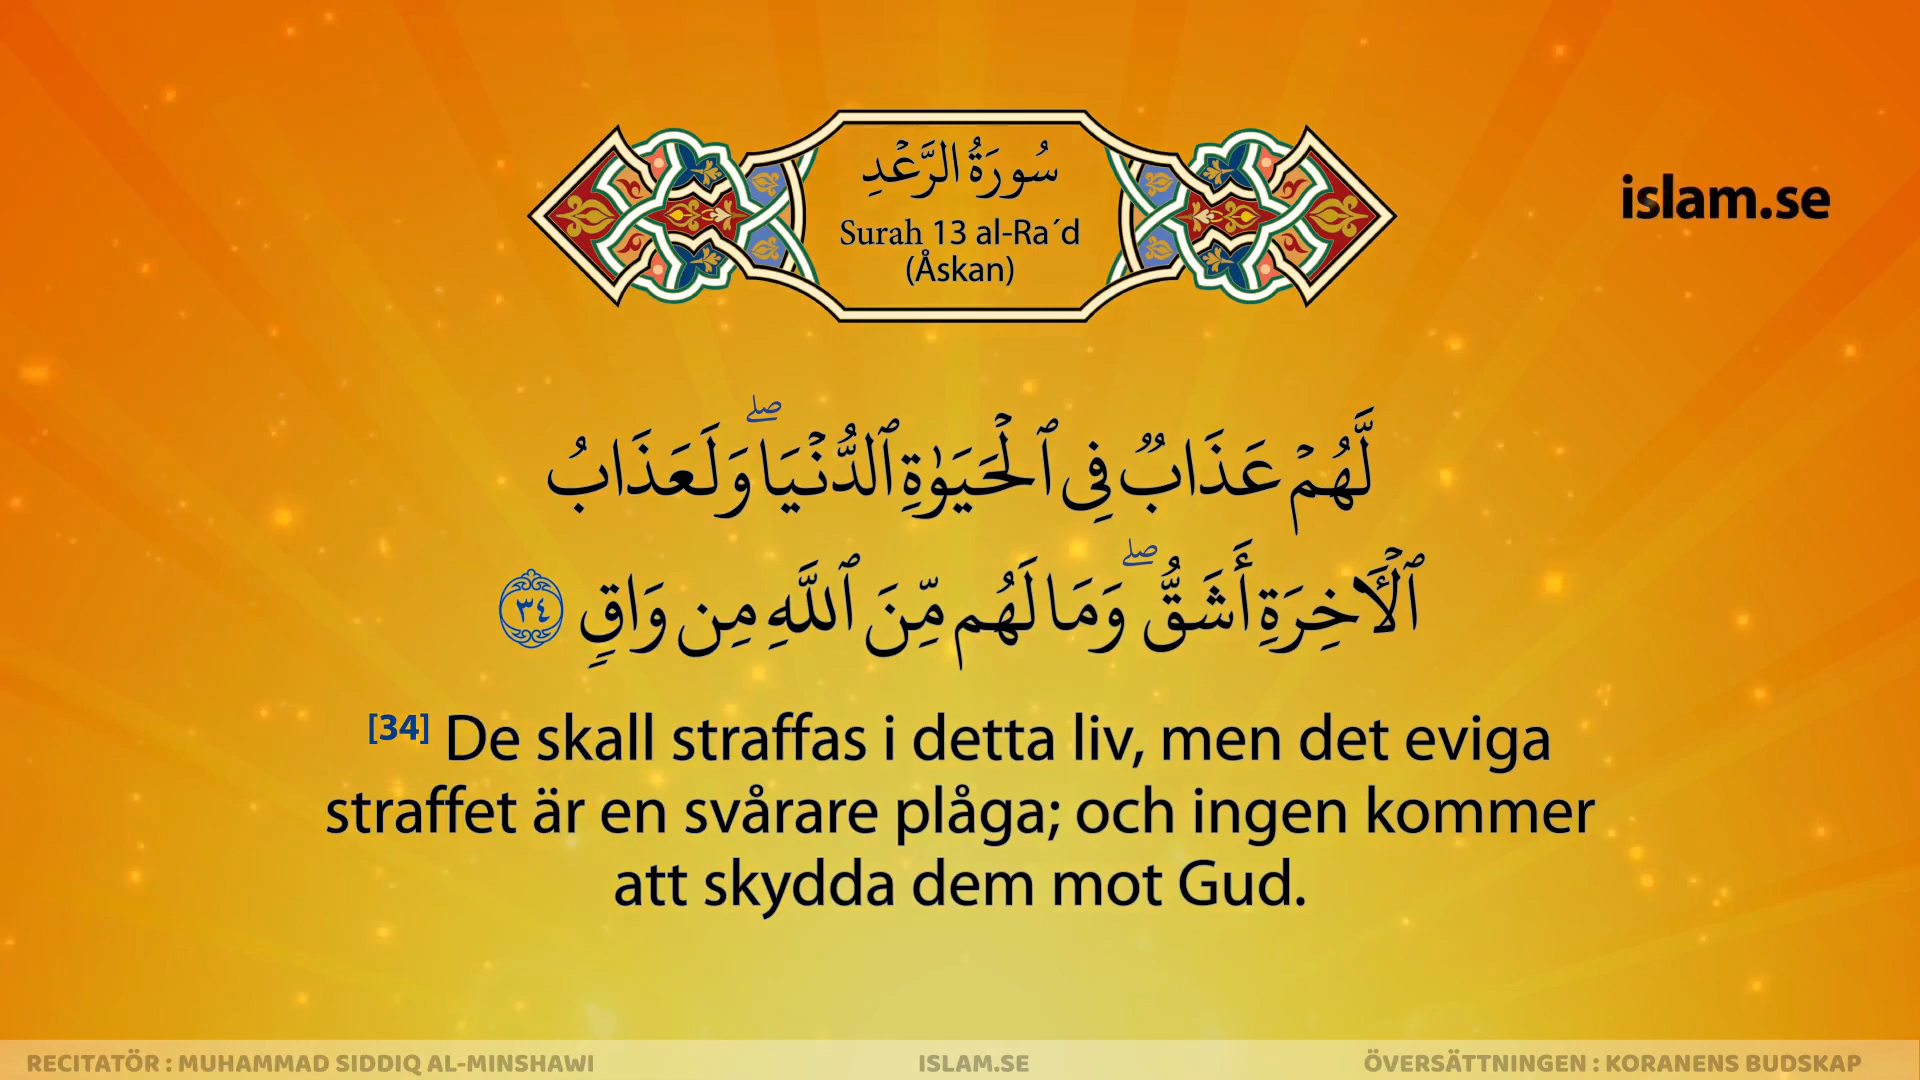 سُورَةُ الرَّعْدِ
Surah 13 al-Ra´d
(Åskan)
islam.se
لَّهُمْ عَذَابٌ فِى ٱلْحَيَوٰةِ ٱلدُّنْيَا ۖ وَلَعَذَابُ
ٱلْـَٔاخِرَةِ أَشَقُّ ۖ وَمَا لَهُم مِّنَ ٱللَّهِ مِن وَاقٍ ٣٤
[34] De skall straffas i detta liv, men det eviga
straffet är en svårare plåga; och ingen kommer
att skydda dem mot Gud.
RECITATÖR : MUHAMMAD SIDDIQ AL-MINSHAWI
ISLAM.SE
ÖVERSÄTTNINGEN : KORANENS BUDSKAP